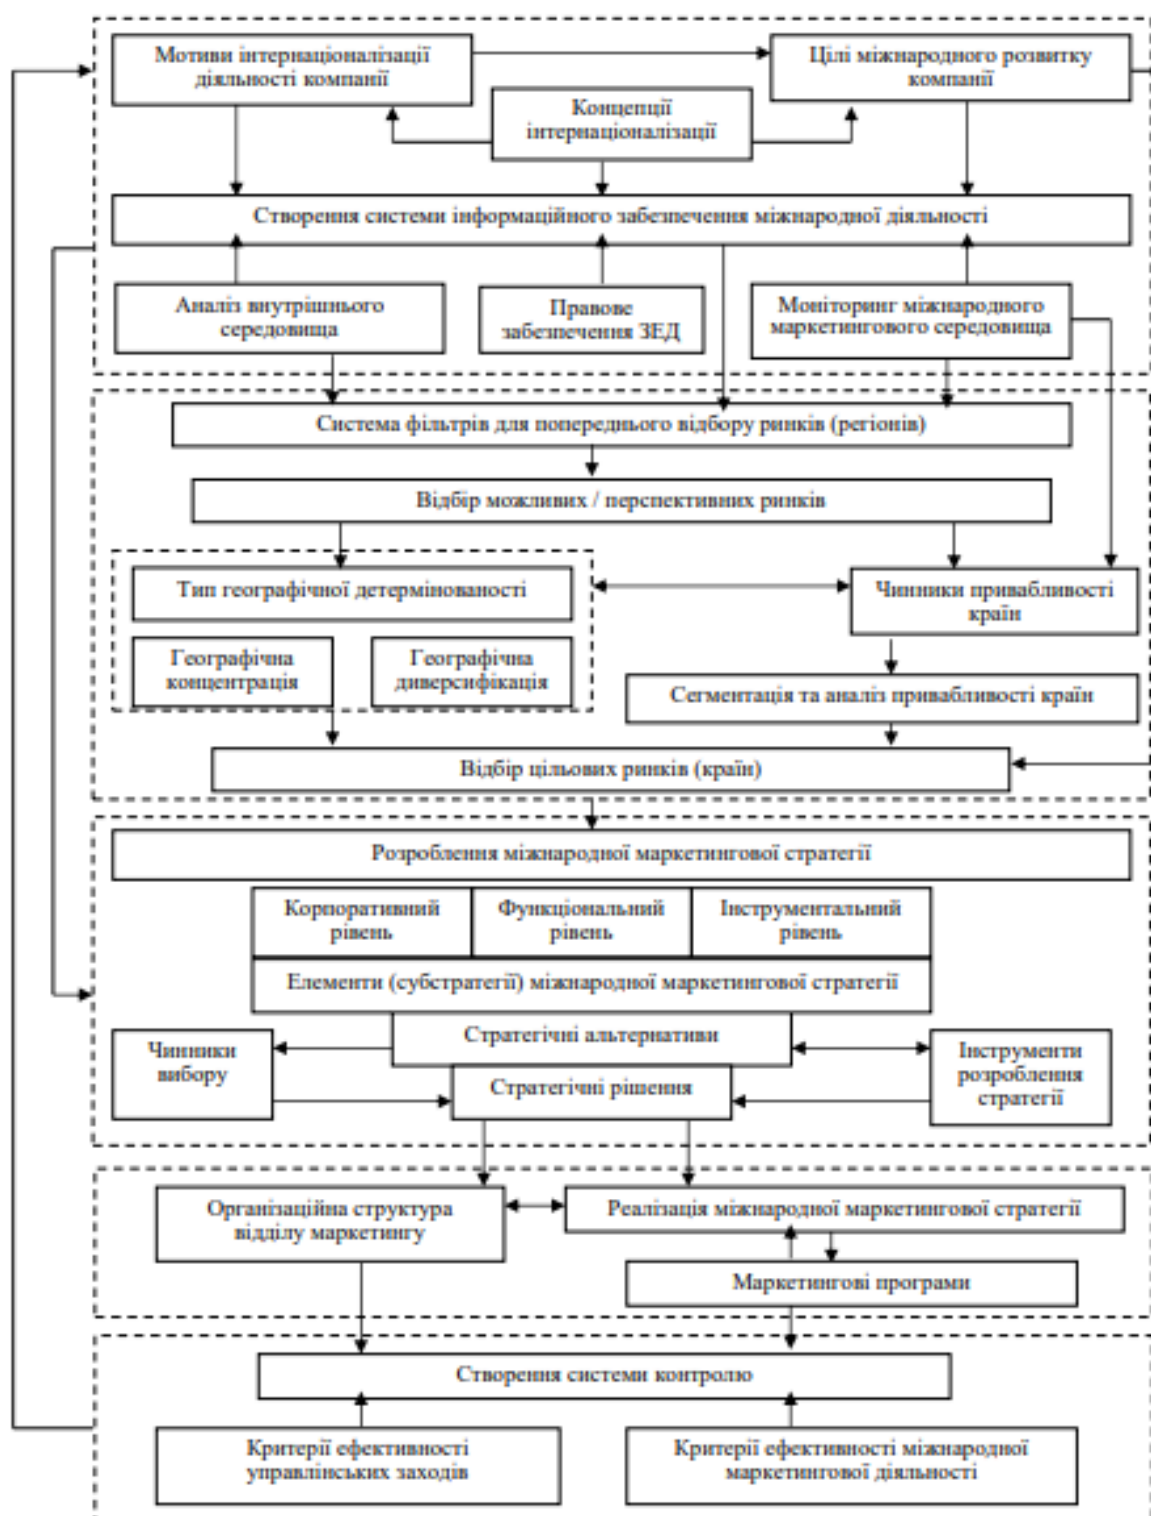 Мотиви інтернаціоналізації
діяльності компанії
Цілі міжнародного розвитку
компанії
Концепції
інтернаціоналізації
Створення системи інформаційного забезпечення міжнародної діяльності
Аналіз внутрішнього
середовища
Правове
забезпечення ЗЕД
Моніторинг міжнародного
маркетингового середовища
Система фільтрів для попереднього відбору ринків (регіонів)
Відбір можливих / перспективних ринків
Тип географічної детермінованості
Чинники привабливості
країн
Географічна
концентрація
Географічна
диверсифікація
Сегментація та аналіз привабливості країн
Відбір цільових ринків (країн)
Розроблення міжнародної маркетингової стратегії
Корпоративний
рівень
Функціональний
рівень
Інструментальний
рівень
Елементи (субстратегії) міжнародної маркетингової стратегії
Стратегічні альтернативи
Чинники
вибору
Інструменти
розроблення
стратегії
Стратегічні рішення
Організаційна структура
відділу маркетингу
Реалізація міжнародної маркетингової стратегії
Маркетингові програми
Створення системи контролю
Критерії ефективності
управлінських заходів
Критерії ефективності міжнародної
маркетингової діяльності